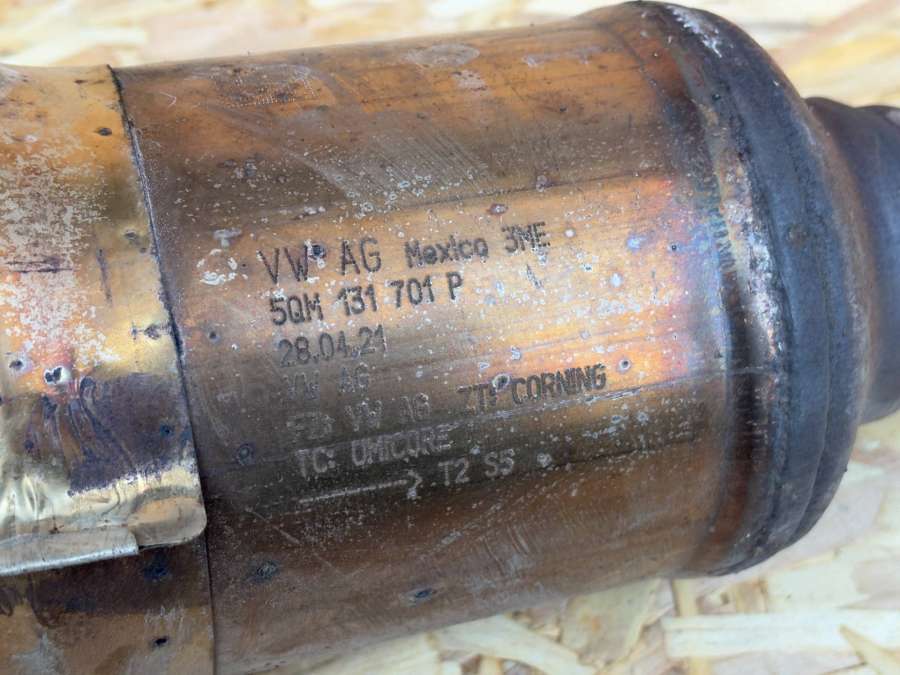 VW AG Mexico 3ME
5QM 131 701 P
28.04.21
VW AG
VW AG ZT: CORNING
TC: UMICORE
→ T2 S5